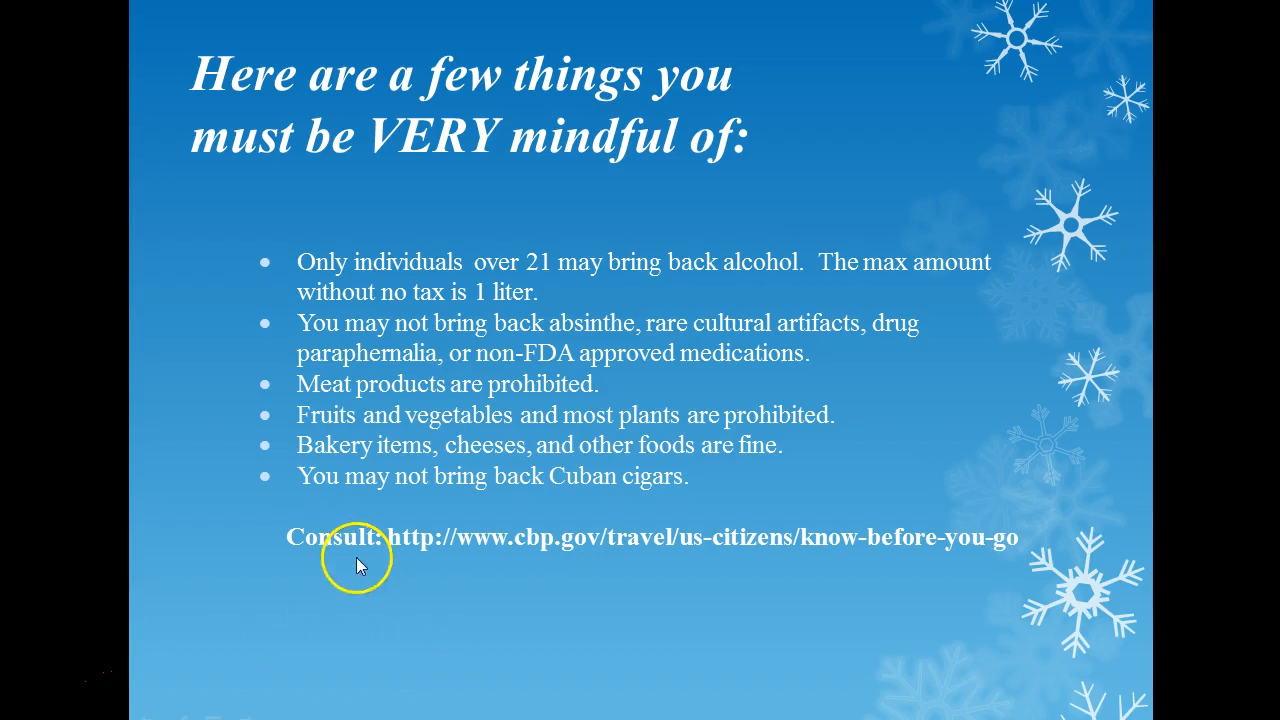 Here are a few things you
must be VERY mindful of:
Only individuals over 21 may bring back alcohol. The max amount
without no tax is 1 liter.
You may not bring back absinthe, rare cultural artifacts, drug
paraphernalia, or non-FDA approved medications.
Meat products are prohibited.
Fruits and vegetables and most plants are prohibited.
Bakery items, cheeses, and other foods are fine.
You may not bring back Cuban cigars.
Consult: http://www.cbp.gov/travel/us-citizens/know-before-you-go